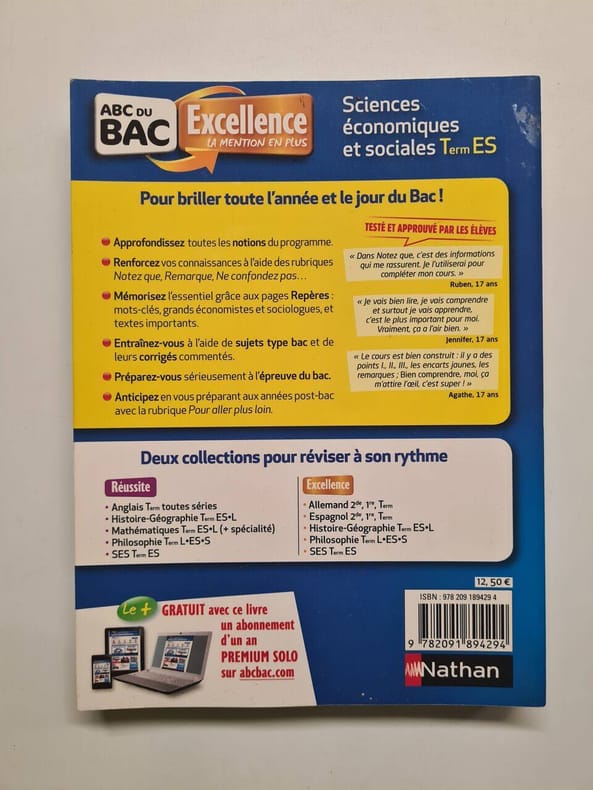 ABC DU
BAC
Excellence
LA MENTION EN PLUS
Sciences
économiques
et sociales Term ES
Pour briller toute l'année et le jour du Bac !
• Approfondissez toutes les notions du programme.
• Renforcez vos connaissances à l'aide des rubriques
Notez que, Remarque, Ne confondez pas…
• Mémorisez l'essentiel grâce aux pages Repères :
mots-clés, grands économistes et sociologues, et
textes importants.
• Entraînez-vous à l'aide de sujets type bac et de
leurs corrigés commentés.
• Préparez-vous sérieusement à l'épreuve du bac.
• Anticipez en vous préparant aux années post-bac
avec la rubrique Pour aller plus loin.
TESTÉ ET APPROUVÉ PAR LES ÉLÈVES
« Dans Notez que, c'est des informations
qui me rassurent. Je l'utiliserai pour
compléter mon cours. »
Ruben, 17 ans
« Je vais bien lire, je vais comprendre
et surtout je vais apprendre,
c'est le plus important pour moi.
Vraiment, ça a l'air bien. »
Jennifer, 17 ans
« Le cours est bien construit : il y a des
points I., II., III., les encarts jaunes, les
remarques ; Bien comprendre, moi, ça
m'attire l'œil, c'est super ! »
Agathe, 17 ans
Deux collections pour réviser à son rythme
Réussite
• Anglais Term toutes séries
• Histoire-Géographie Term ES•L
• Mathématiques Term ES•L (+ spécialité)
• Philosophie Term L•ES•S
• SES Term ES
Excellence
• Allemand 2de, 1re, Term
• Espagnol 2de, 1re, Term
• Histoire-Géographie Term ES•L
• Philosophie Term L•ES•S
• SES Term ES
Le +
GRATUIT avec ce livre
un abonnement
d'un an
PREMIUM SOLO
sur abcbac.com
12,50 €
ISBN : 978 209 189429 4
9 782091 894294
Nathan